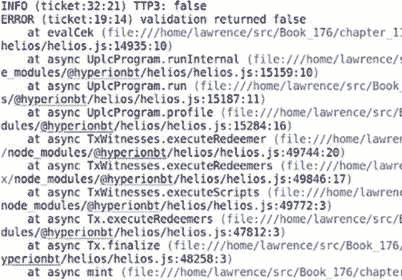 INFO (ticket:32:21) TTP3: false
ERROR (ticket:19:14) validation returned false
at evalCek (file:///home/lawrence/src/Book_176/chapter_11
helios/helios.js:14935:10)
at async UplcProgram.runInternal (file:///home/lawrence/s
e_modules/@hyperionbt/helios/helios.js:15159:10)
at async UplcProgram.run (file:///home/lawrence/src/Book_
s/@hyperionbt/helios/helios.js:15187:11)
at async UplcProgram.profile (file:///home/lawrence/src/B
dules/@hyperionbt/helios/helios.js:15284:16)
at async TxWitnesses.executeRedeemer (file:///home/lawren
/node_modules/@hyperionbt/helios/helios.js:49744:20)
at async TxWitnesses.executeRedeemers (file:///home/lawre
x/node_modules/@hyperionbt/helios/helios.js:49846:17)
at async TxWitnesses.executeScripts (file:///home/lawrenc
node_modules/@hyperionbt/helios/helios.js:49772:3)
at async Tx.executeRedeemers (file:///home/lawrence/src/B
dules/@hyperionbt/helios/helios.js:47812:3)
at async Tx.finalize (file:///home/lawrence/src/Book_176/
yperionbt/helios/helios.js:48258:3)
at async mint (file:///home/lawrence/src/Book_176/chapte